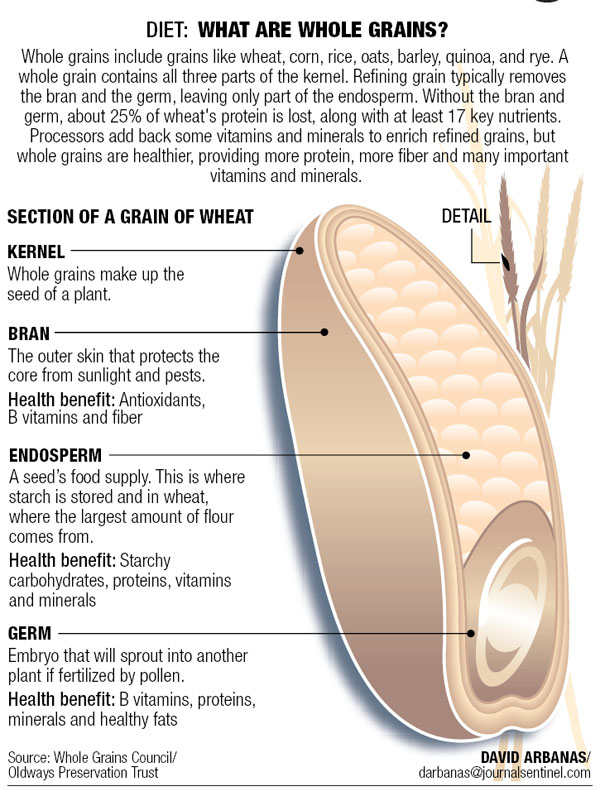 DIET: WHAT ARE WHOLE GRAINS?
Whole grains include grains like wheat, corn, rice, oats, barley, quinoa, and rye. A
whole grain contains all three parts of the kernel. Refining grain typically removes
the bran and the germ, leaving only part of the endosperm. Without the bran and
germ, about 25% of wheat's protein is lost, along with at least 17 key nutrients.
Processors add back some vitamins and minerals to enrich refined grains, but
whole grains are healthier, providing more protein, more fiber and many important
vitamins and minerals.
SECTION OF A GRAIN OF WHEAT
DETAIL
KERNEL
Whole grains make up the
seed of a plant.
BRAN
The outer skin that protects the
core from sunlight and pests.
Health benefit: Antioxidants,
B vitamins and fiber
ENDOSPERM
A seed’s food supply. This is where
starch is stored and in wheat,
where the largest amount of flour
comes from.
Health benefit: Starchy
carbohydrates, proteins, vitamins
and minerals
GERM
Embryo that will sprout into another
plant if fertilized by pollen.
Health benefit: B vitamins, proteins,
minerals and healthy fats
Source: Whole Grains Council/
Oldways Preservation Trust
DAVID ARBANAS/
darbanas@journalsentinel.com